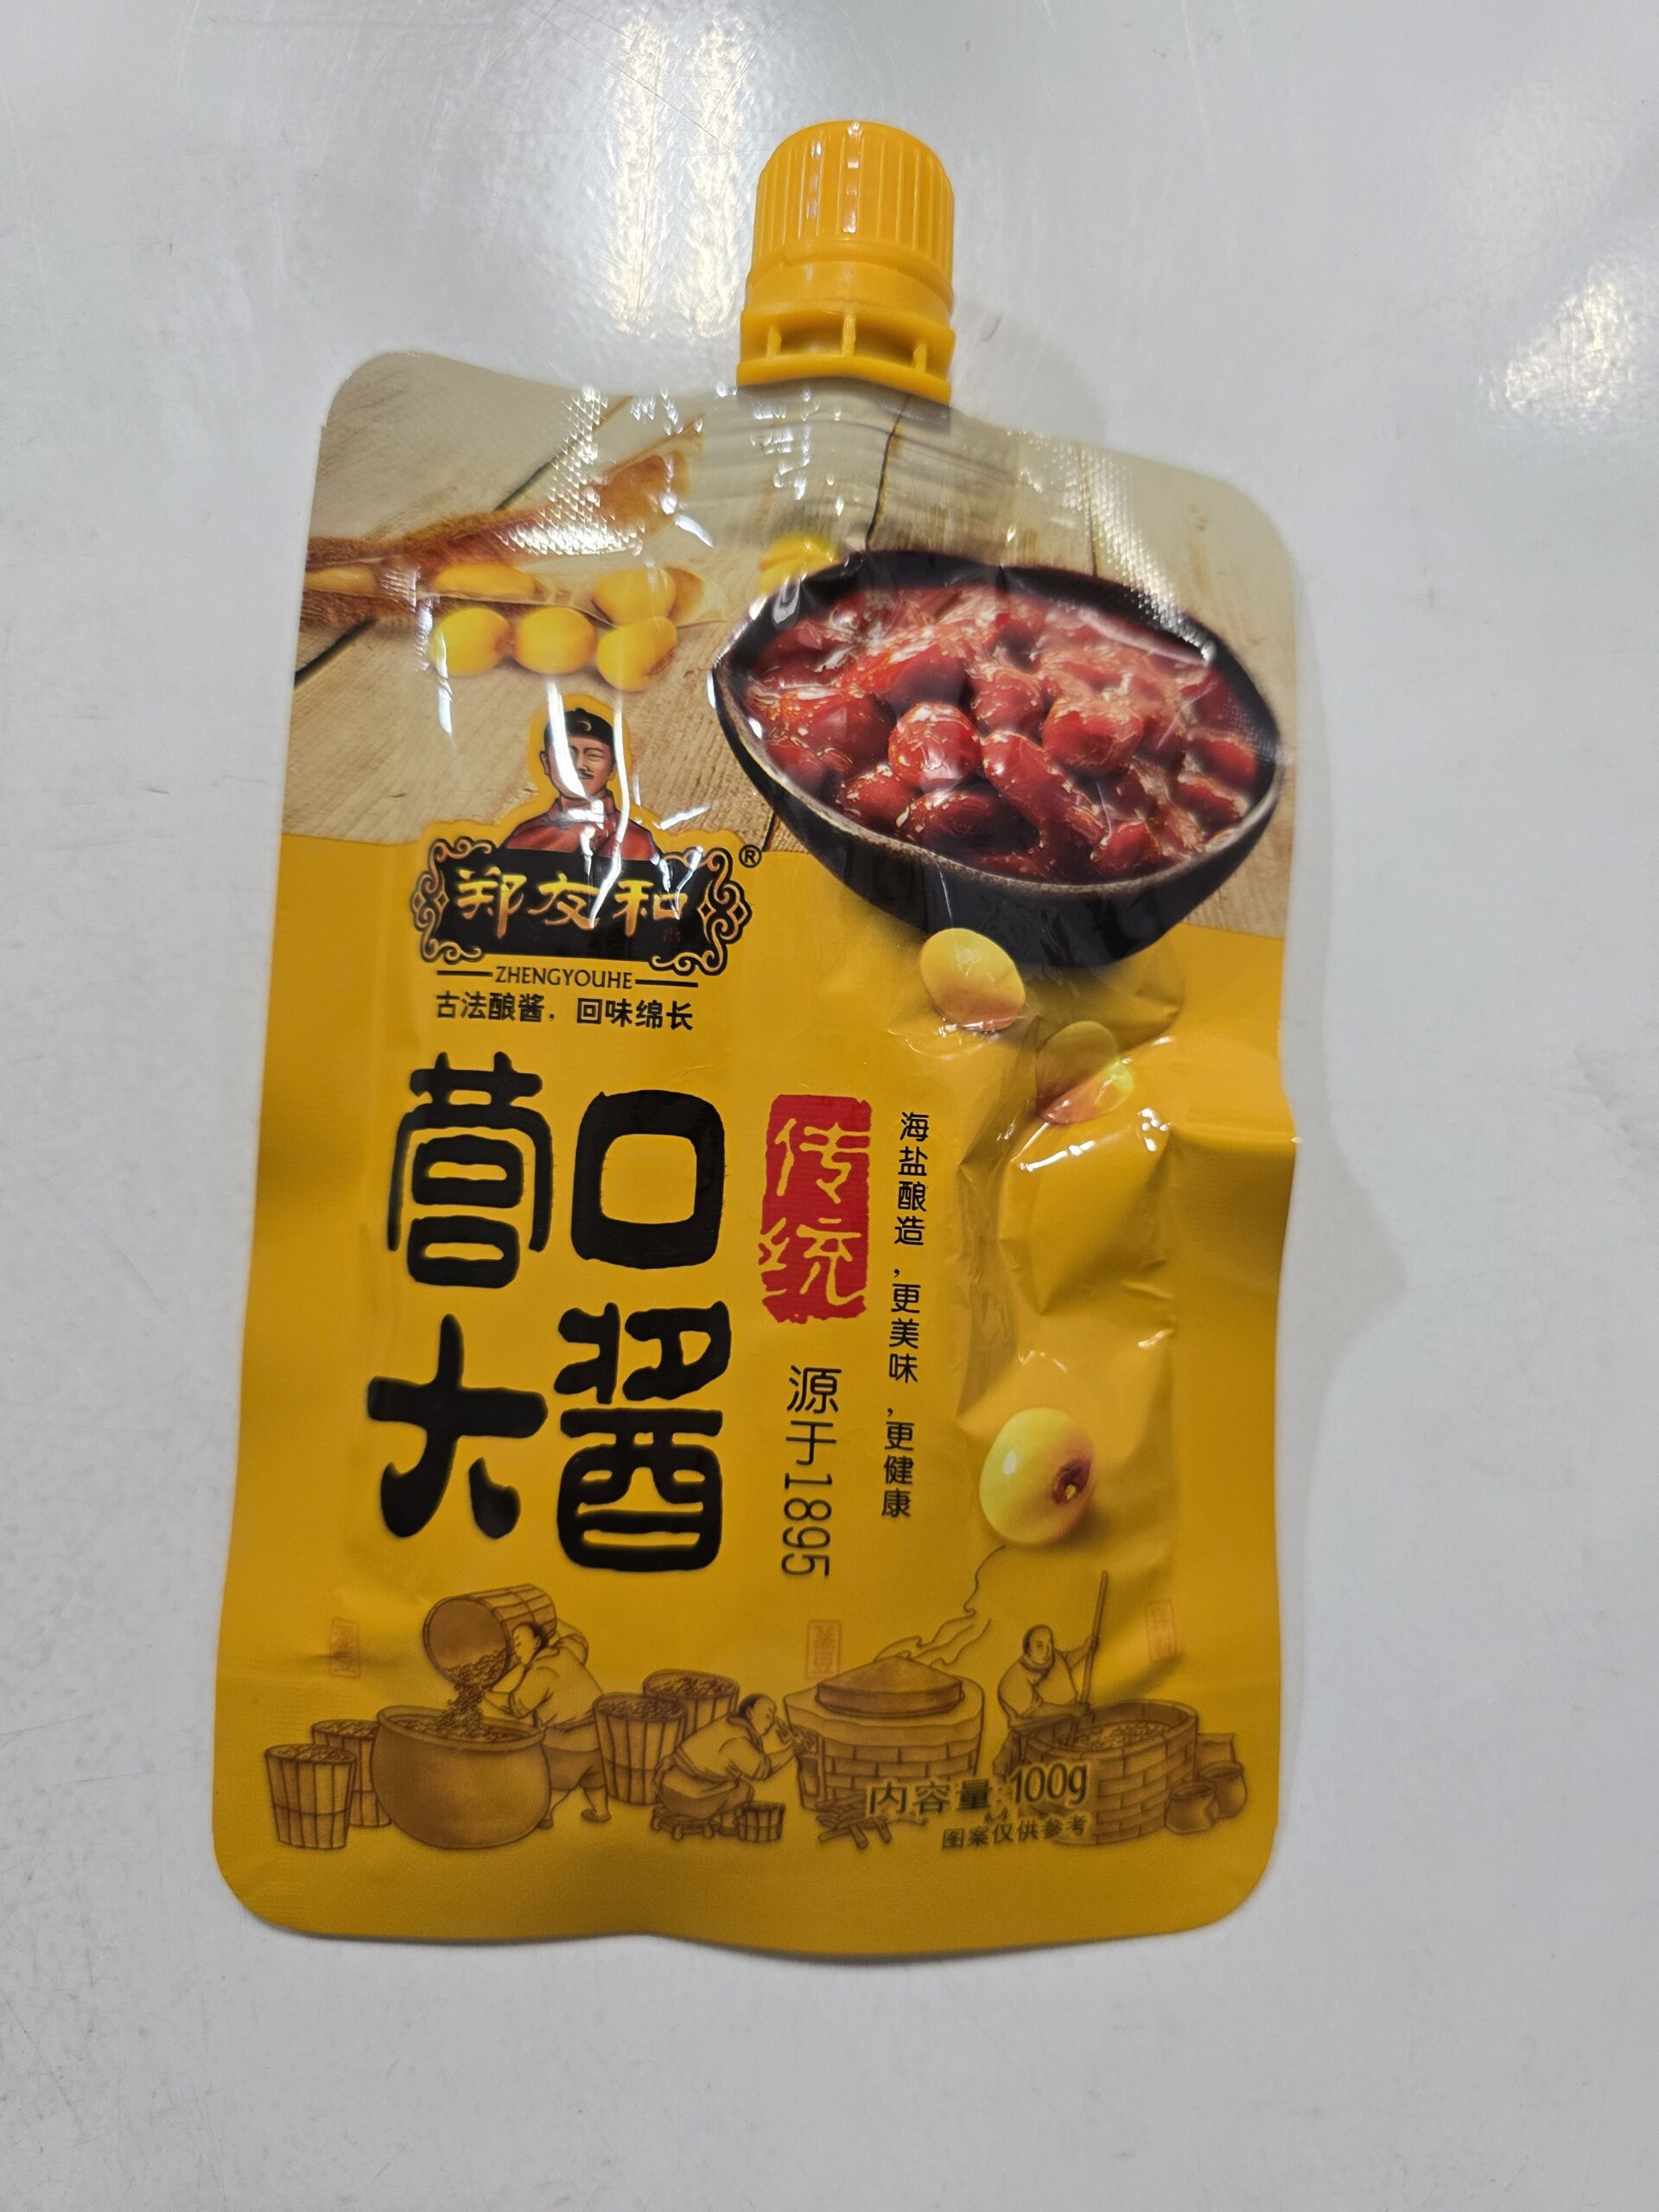 郑友和
®
ZHENGYOUHE
古法酿酱，回味绵长
营口
大酱
传统
源于1895
海盐酿造，更美味，更健康
蒸豆
内容量：100g
图案仅供参考